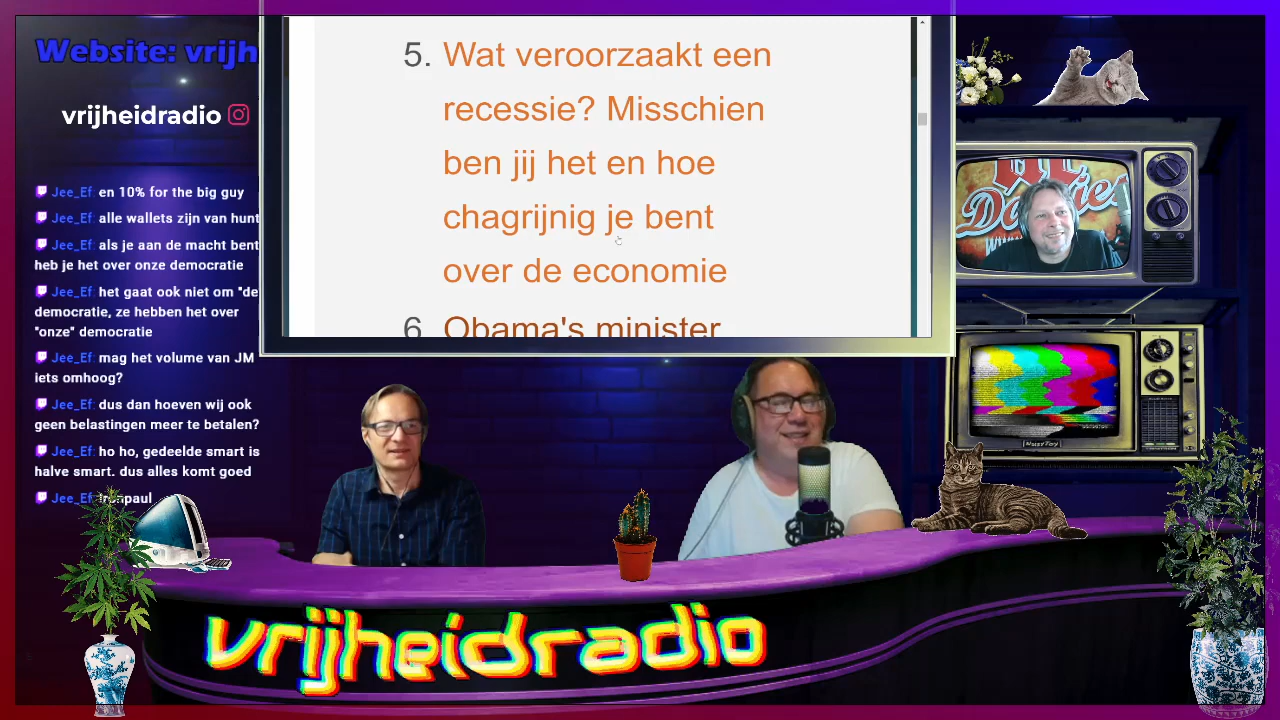 Website: vrijh
vrijheidradio
Jee_Ef: en 10% for the big guy
Jee_Ef: alle wallets zijn van hunt
Jee_Ef: als je aan de macht bent
heb je het over onze democratie
Jee_Ef: het gaat ook niet om "de
democratie, ze hebben het over
"onze" democratie
Jee_Ef: mag het volume van JM
iets omhoog?
Jee_Ef: dus dan hoeven wij ook
geen belastingen meer te betalen?
Jee_Ef: ho ho, gedeelde smart is
halve smart. dus alles komt goed
Jee_Ef:
5. Wat veroorzaakt een
recessie? Misschien
ben jij het en hoe
chagrijnig je bent
over de economie
6 Obama's minister
vrijheidradio